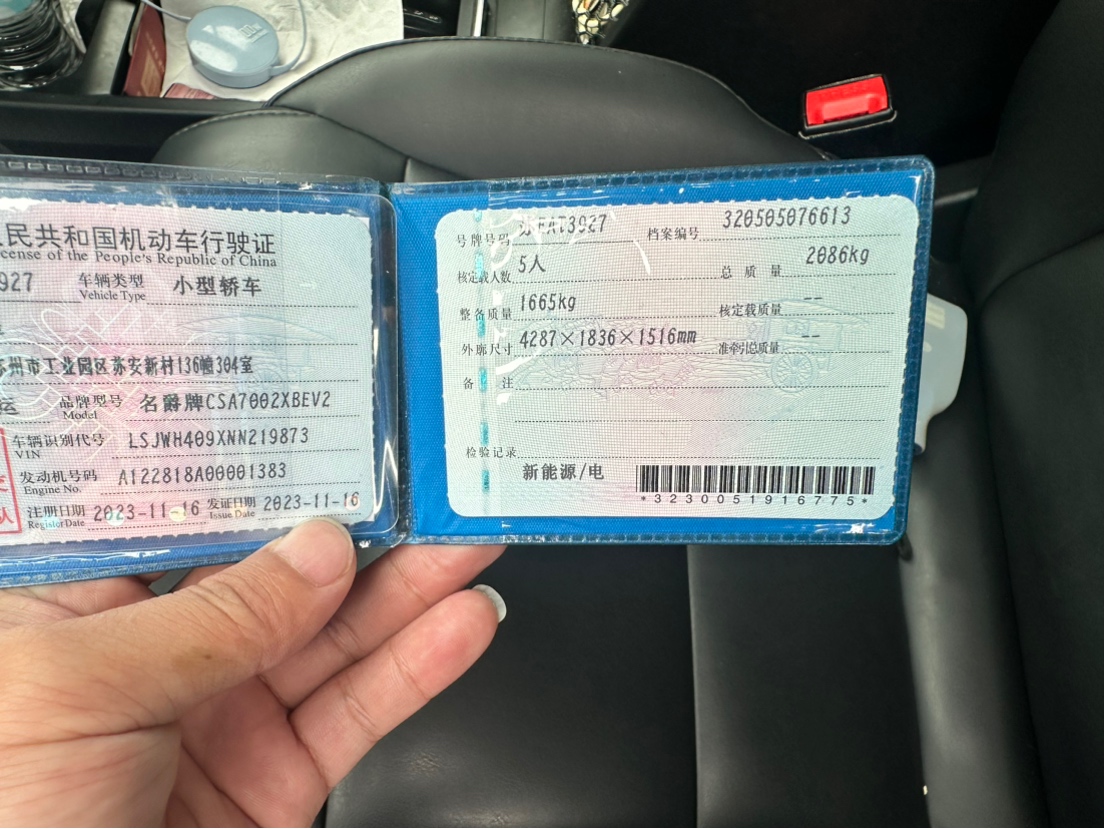 民共和国机动车行驶证
cense of the People's Republic of China
927 车辆类型 小型轿车
Vehicle Type
州市工业园区苏安新村136幢304室
运 品牌型号 名爵牌CSA7002XBEV2
Model
车辆识别代号 LSJWH409XNN219873
VIN
发动机号码 A122818A00001383
Engine No.
注册日期 2023-11-16 发证日期 2023-11-16
Register Date Issue Date
号牌号码 3927 档案编号 320505076613
核定载人数 5人 总质量 2086kg
整备质量 1665kg 核定载质量 --
外廓尺寸 4287×1836×1516mm 准牵引总质量 --
备注
检验记录
新能源/电
*3230051916775*